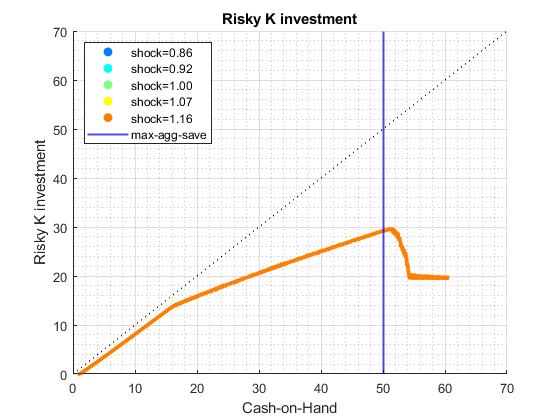 Risky K investment
70
60
50
40
30
20
10
0
Risky K investment
shock=0.86
shock=0.92
shock=1.00
shock=1.07
shock=1.16
max-agg-save
0 10 20 30 40 50 60 70
Cash-on-Hand